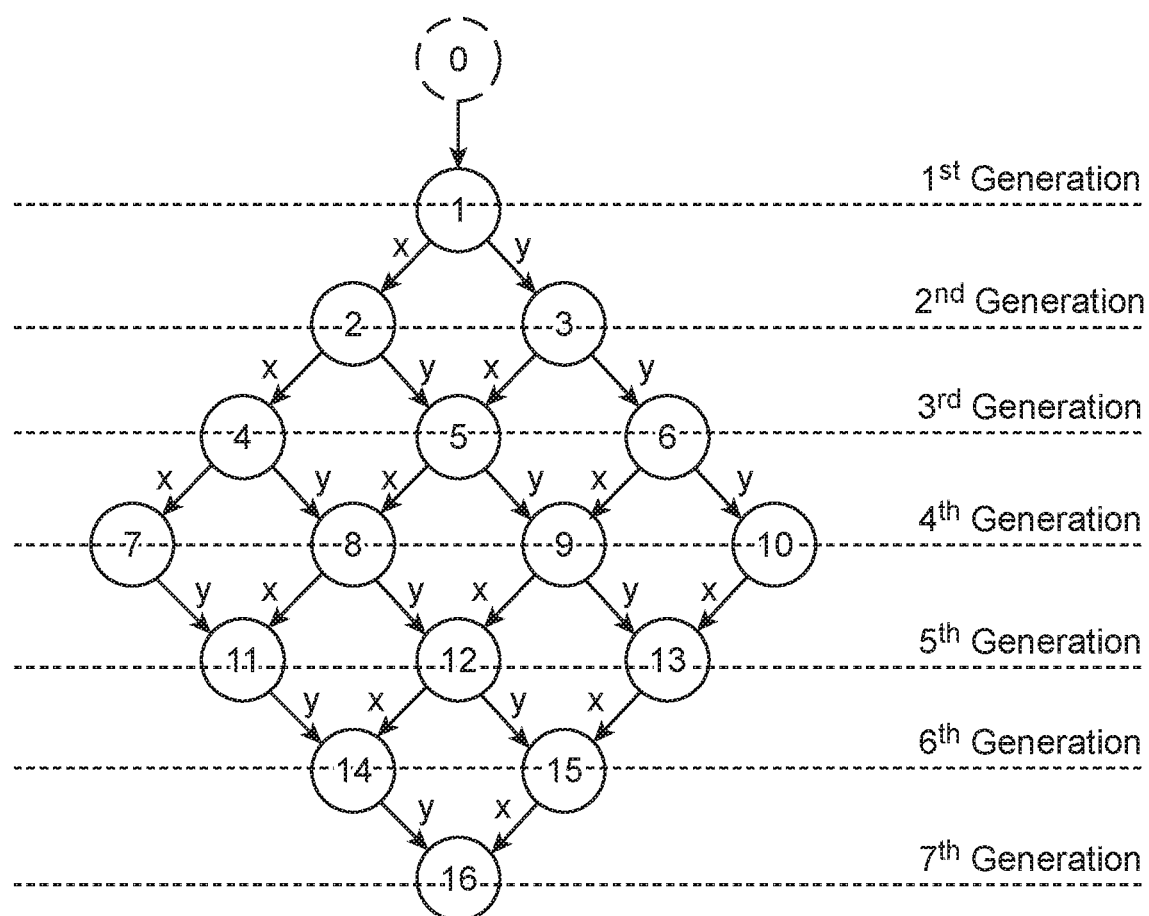 0
1st Generation
1
x y
2nd Generation
2 3
x y x y
3rd Generation
4 5 6
x y x y x y
4th Generation
7 8 9 10
y x y x y x
5th Generation
11 12 13
y x y x
6th Generation
14 15
y x
7th Generation
16